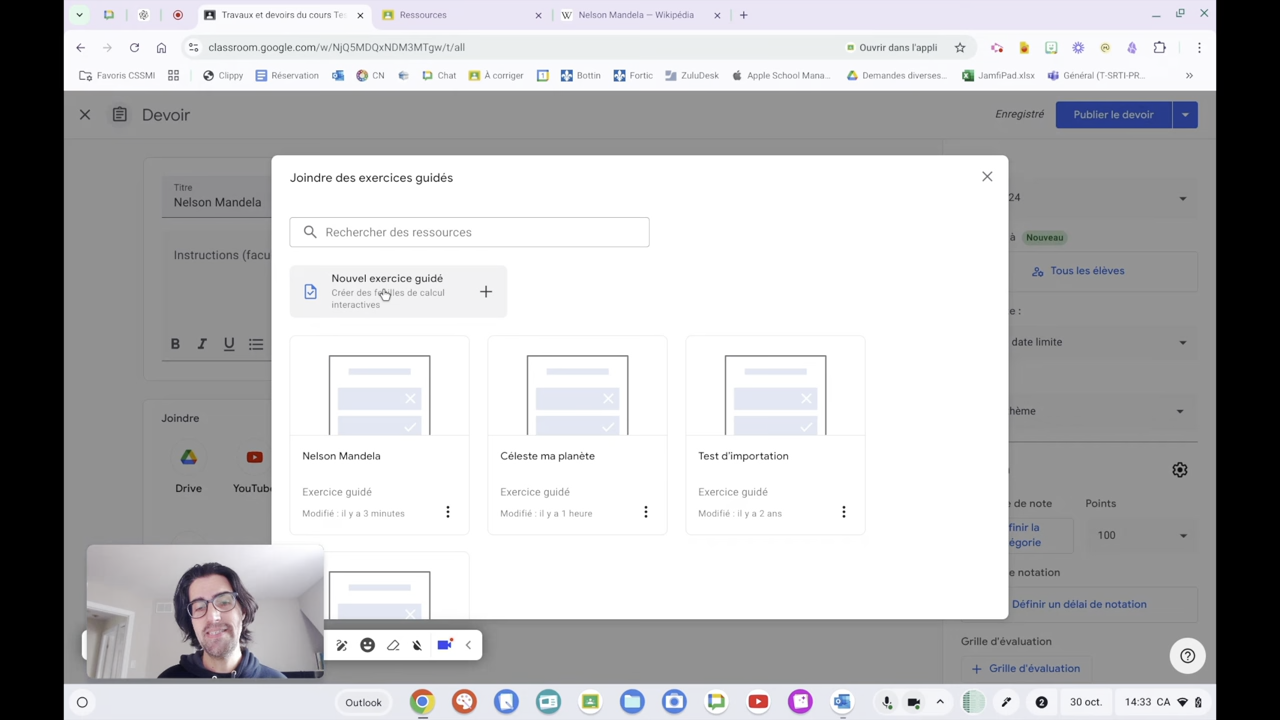 Travaux et devoirs du cours Tes
Ressources
Nelson Mandela — Wikipédia
classroom.google.com/w/NjQ5MDQxNDM3MTgw/t/all
Ouvrir dans l'appli
Favoris CSSMI
Clippy
Réservation
CN
Chat
À corriger
Bottin
Fortic
ZuluDesk
Apple School Mana...
Demandes diverses...
JamfiPad.xlsx
Général (T-SRTI-PR...
Devoir
Enregistré
Publier le devoir
Titre
Nelson Mandela
Instructions (facu
B I U
Joindre
Drive
YouTube
Joindre des exercices guidés
Rechercher des ressources
Nouvel exercice guidé
Créer des feuilles de calcul
interactives
Nelson Mandela
Exercice guidé
Modifié : il y a 3 minutes
Céleste ma planète
Exercice guidé
Modifié : il y a 1 heure
Test d'importation
Exercice guidé
Modifié : il y a 2 ans
24
à
Nouveau
Tous les élèves
e :
date limite
hème
e de note
Points
finir la
égorie
100
e notation
Définir un délai de notation
Grille d'évaluation
Grille d'évaluation
Outlook
2
30 oct.
14:33 CA